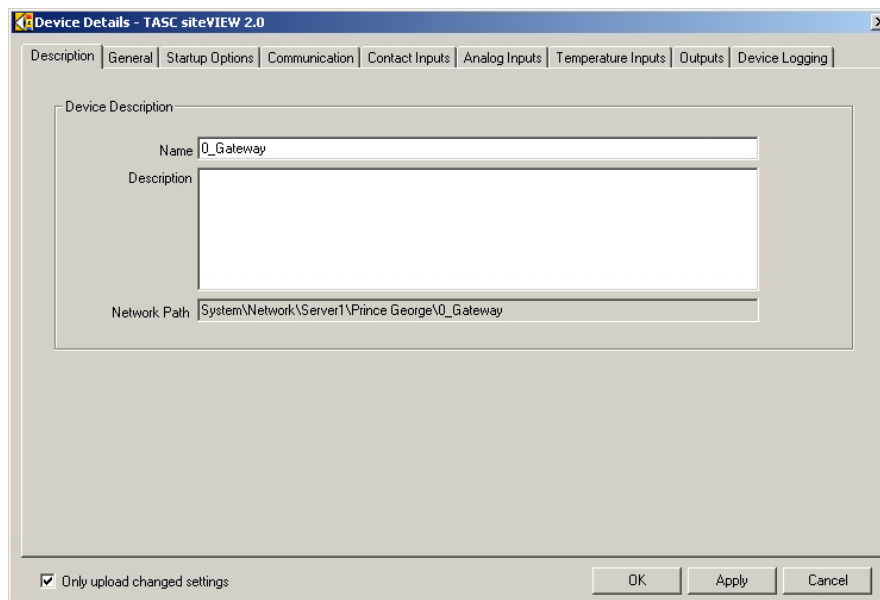 Device Details - TASC siteVIEW 2.0
Description General Startup Options Communication Contact Inputs Analog Inputs Temperature Inputs Outputs Device Logging
Device Description
Name 0_Gateway
Description
Network Path System\Network\Server1\Prince George\0_Gateway
Only upload changed settings OK Apply Cancel